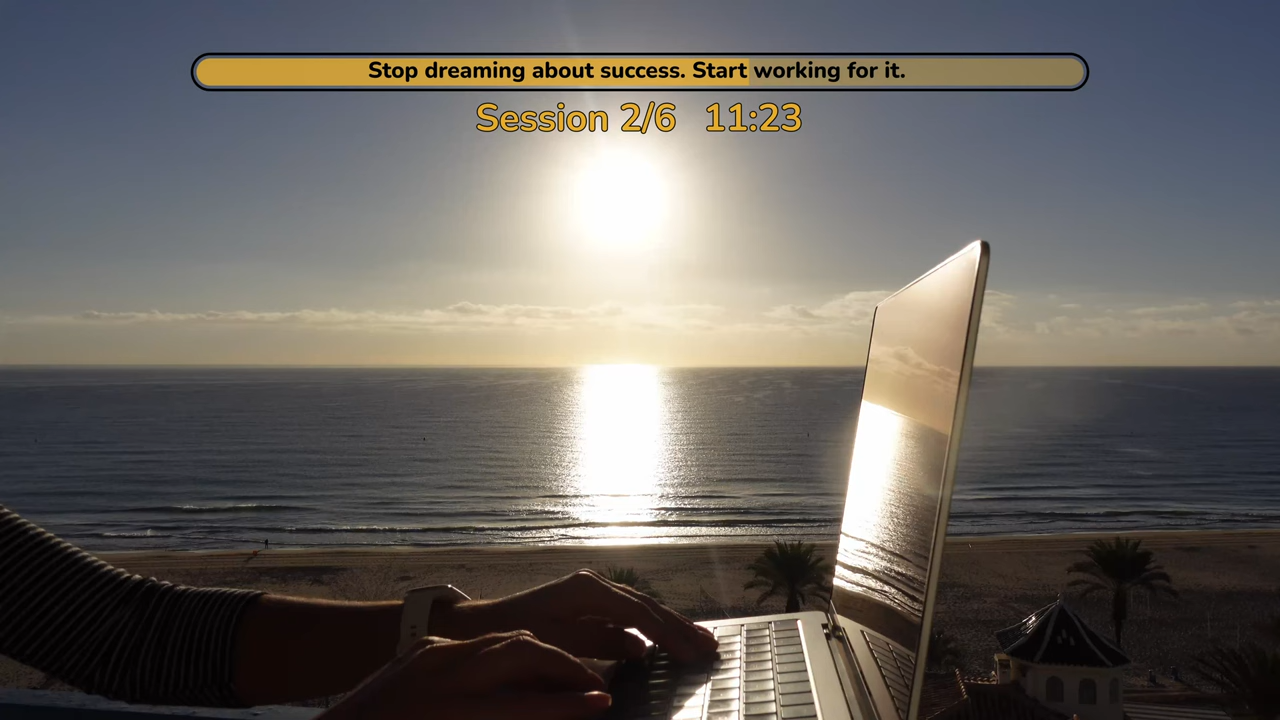 Stop dreaming about success. Start working for it.
Session 2/6 11:23